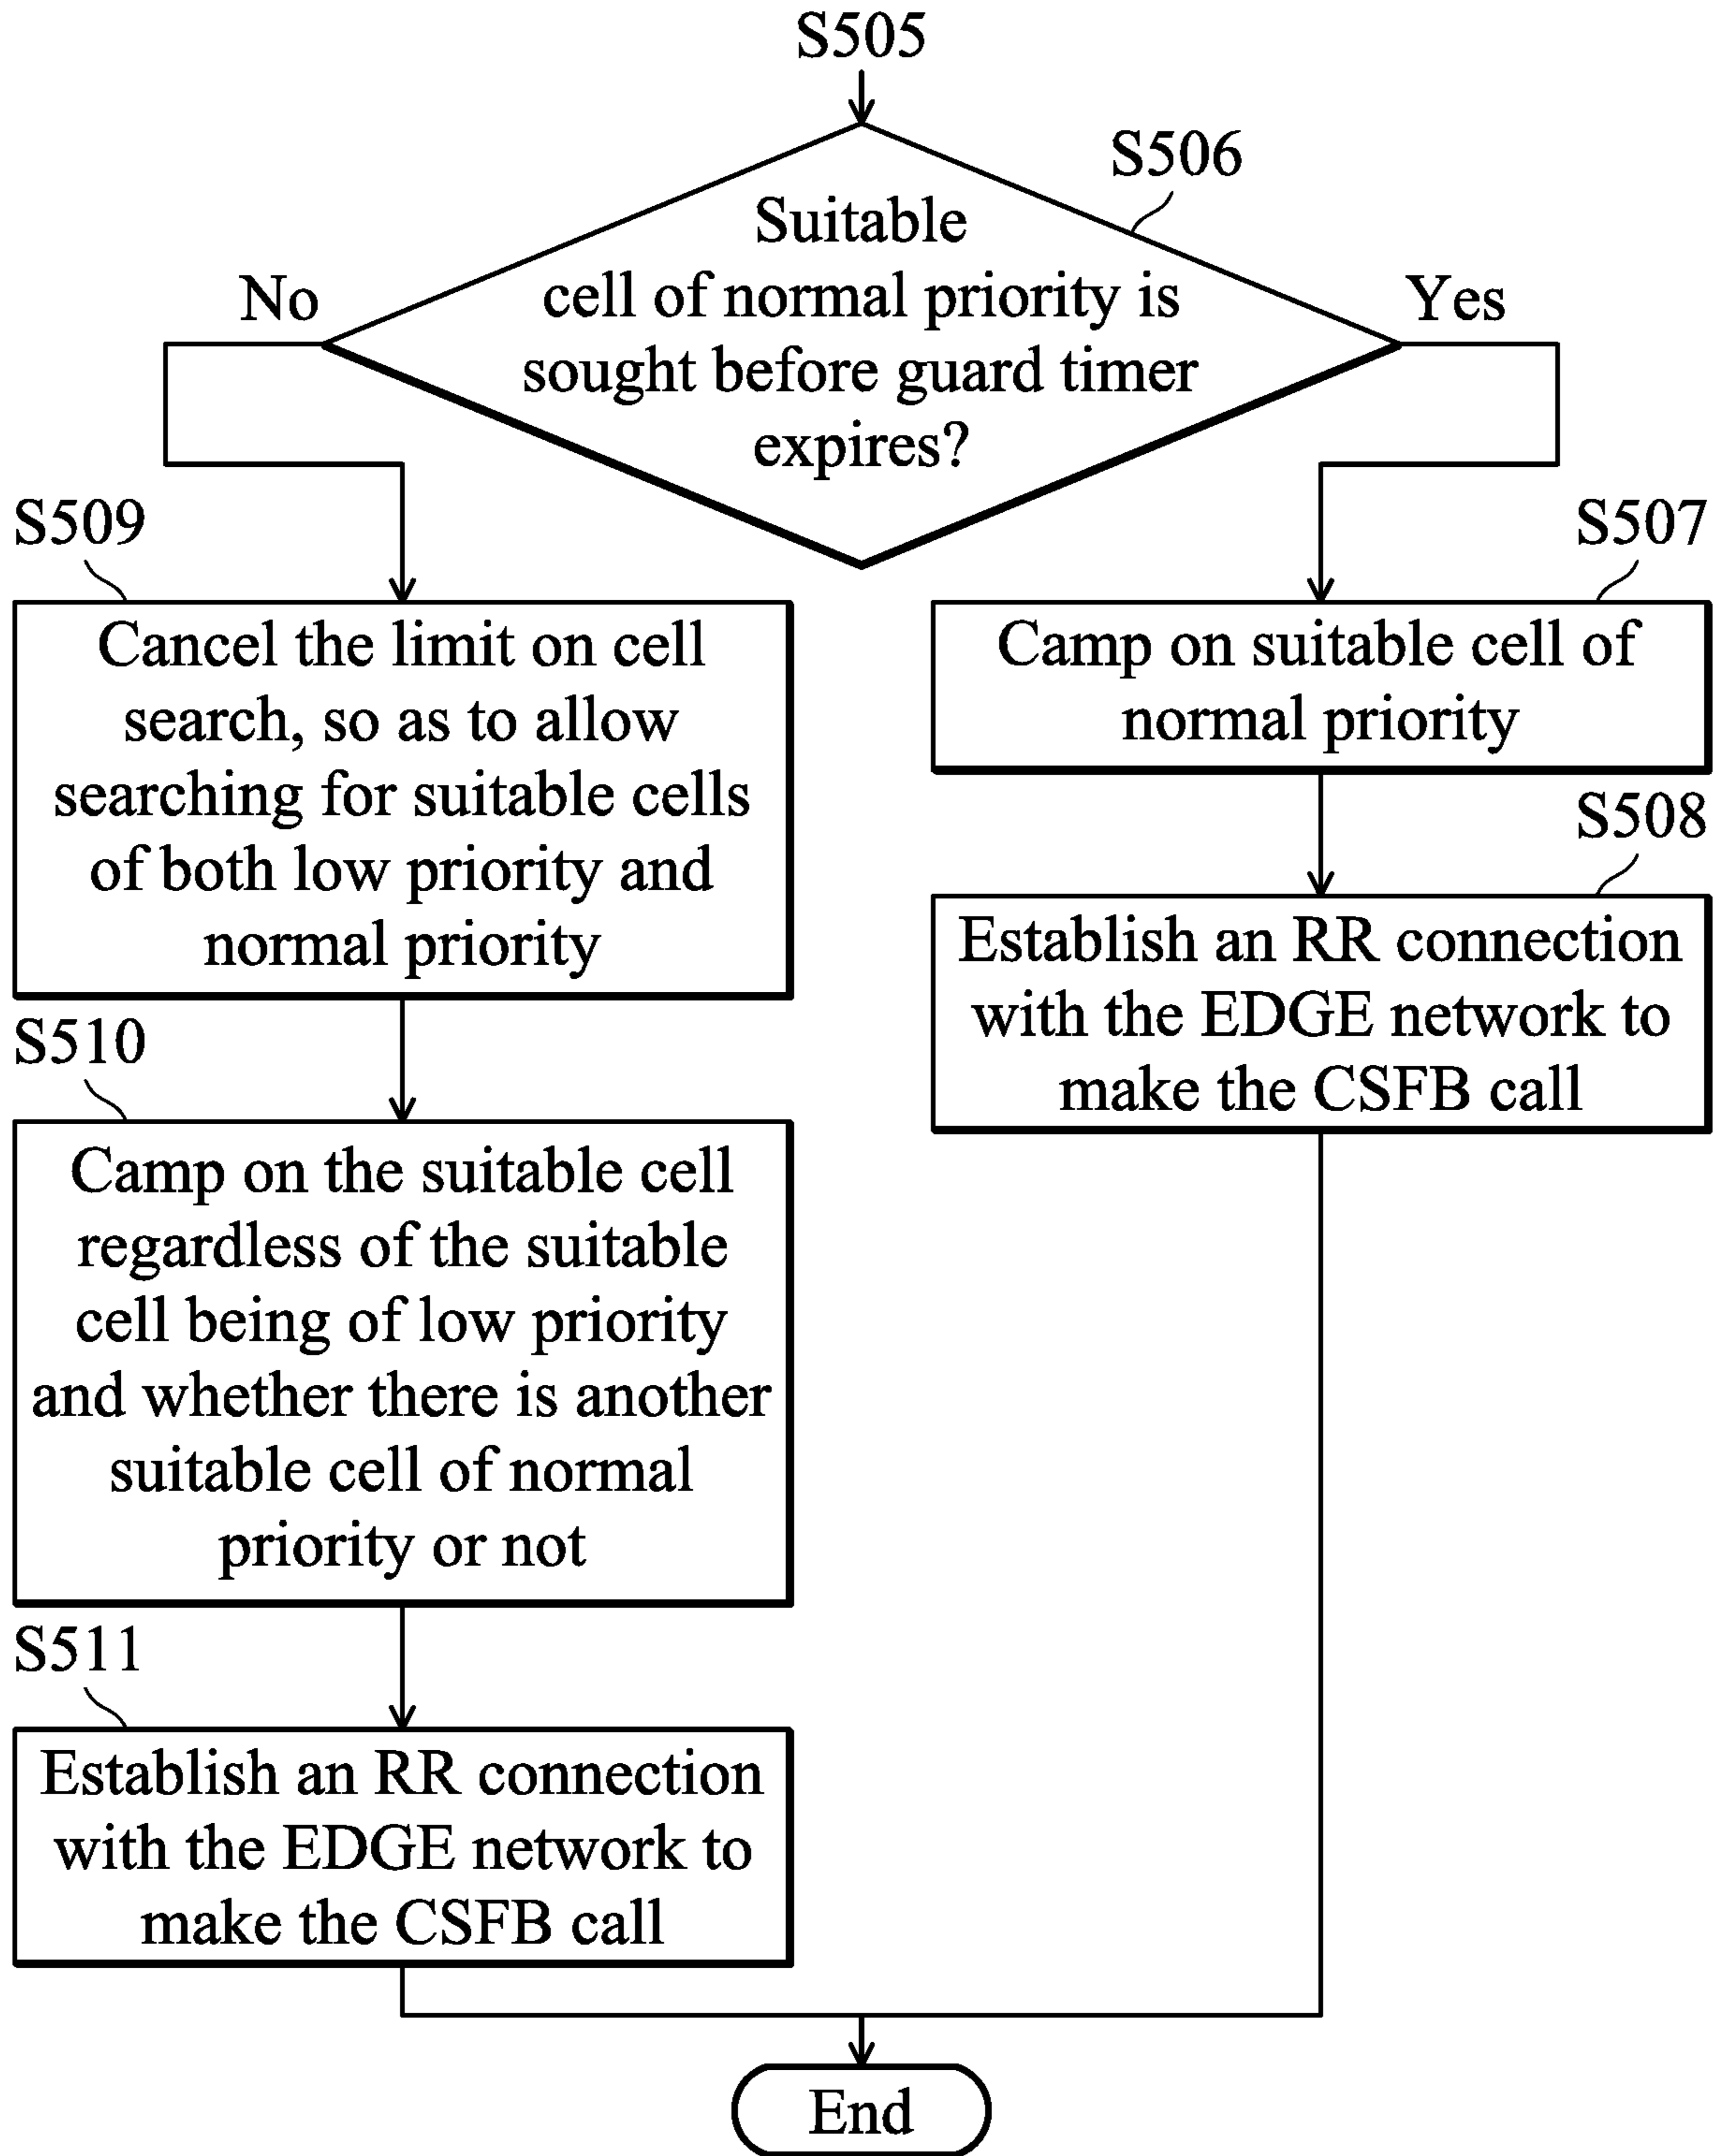 S505
S506
Suitable
cell of normal priority is
sought before guard timer
expires?
No
Yes
S509
Cancel the limit on cell
search, so as to allow
searching for suitable cells
of both low priority and
normal priority
S507
Camp on suitable cell of
normal priority
S508
Establish an RR connection
with the EDGE network to
make the CSFB call
S510
Camp on the suitable cell
regardless of the suitable
cell being of low priority
and whether there is another
suitable cell of normal
priority or not
S511
Establish an RR connection
with the EDGE network to
make the CSFB call
End